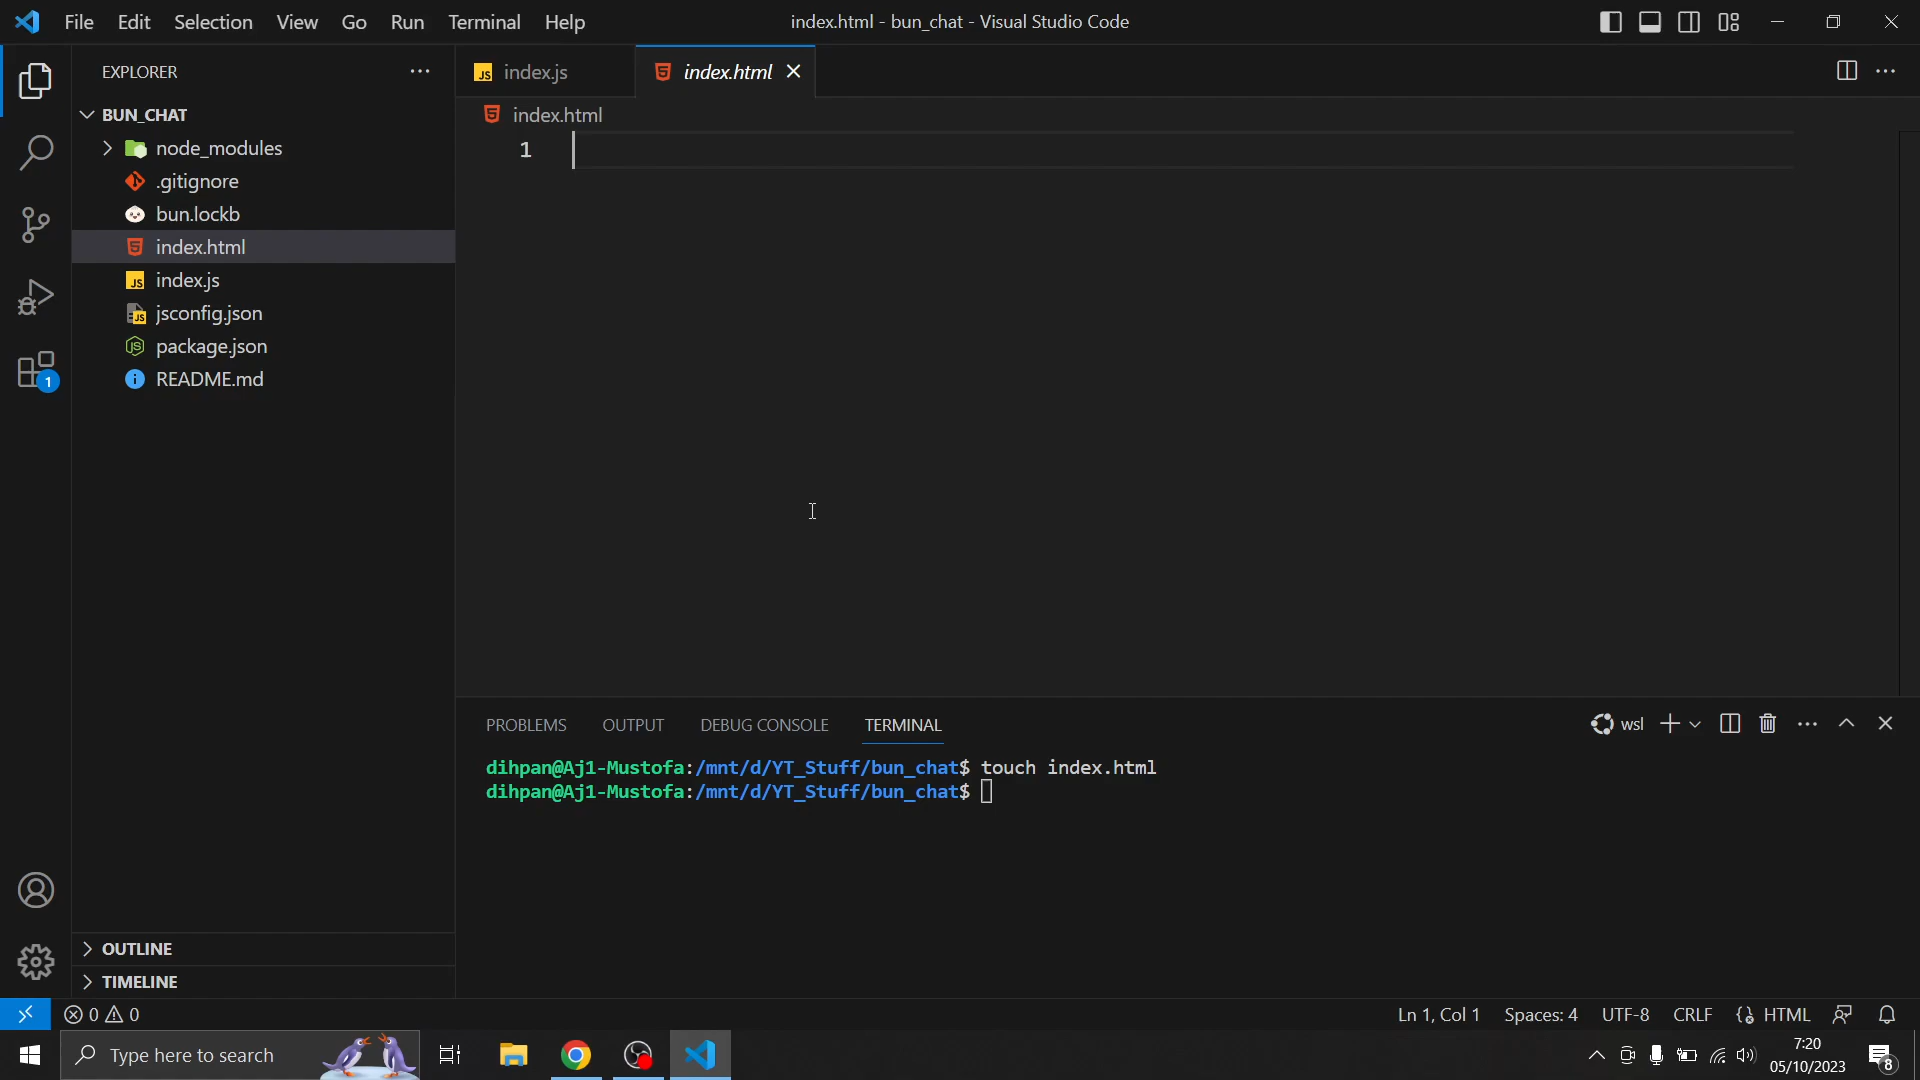 File Edit Selection View Go Run Terminal Help
index.html - bun_chat - Visual Studio Code
EXPLORER
BUN_CHAT
node_modules
.gitignore
bun.lockb
index.html
index.js
jsconfig.json
package.json
README.md
OUTLINE
TIMELINE
1
index.js
index.html
index.html
1
PROBLEMS OUTPUT DEBUG CONSOLE TERMINAL
wsl
dihpan@Aj1-Mustofa:/mnt/d/YT_Stuff/bun_chat$ touch index.html
dihpan@Aj1-Mustofa:/mnt/d/YT_Stuff/bun_chat$
0 0
Ln 1, Col 1 Spaces: 4 UTF-8 CRLF HTML
Type here to search
7:20
05/10/2023
8